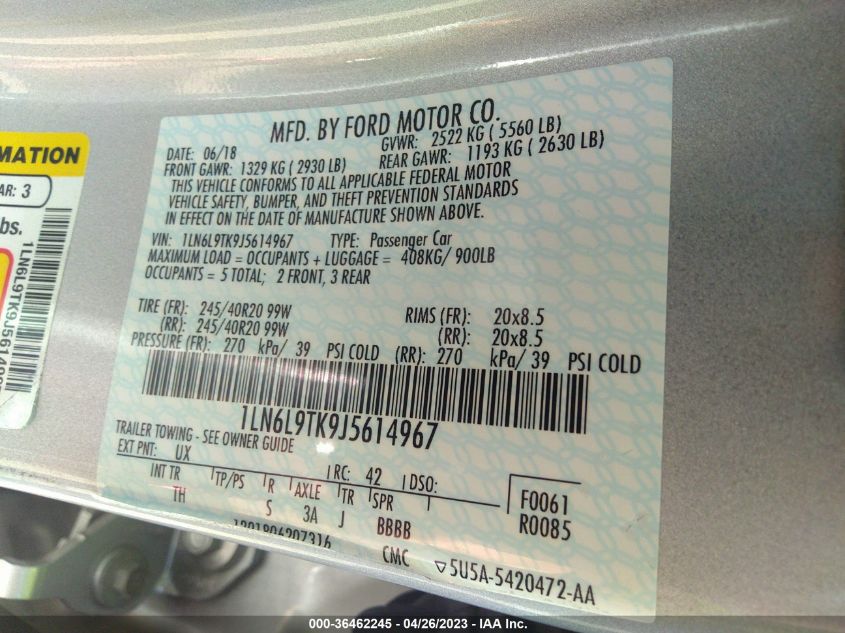 MFD. BY FORD MOTOR CO.
DATE: 06/18 GVWR: 2522 KG ( 5560 LB)
FRONT GAWR: 1329 KG ( 2930 LB) REAR GAWR: 1193 KG ( 2630 LB)
THIS VEHICLE CONFORMS TO ALL APPLICABLE FEDERAL MOTOR
VEHICLE SAFETY, BUMPER, AND THEFT PREVENTION STANDARDS
IN EFFECT ON THE DATE OF MANUFACTURE SHOWN ABOVE.
VIN: 1LN6L9TK9J5614967 TYPE: Passenger Car
MAXIMUM LOAD = OCCUPANTS + LUGGAGE = 408KG/ 900LB
OCCUPANTS = 5 TOTAL; 2 FRONT, 3 REAR
TIRE (FR): 245/40R20 99W RIMS (FR): 20x8.5
(RR): 245/40R20 99W (RR): 20x8.5
PRESSURE (FR): 270 kPa/ 39 PSI COLD (RR): 270 kPa/ 39 PSI COLD
1LN6L9TK9J5614967
TRAILER TOWING - SEE OWNER GUIDE
EXT PNT: UX RC: 42 DSO:
INT TR TP/PS R AXLE TR SPR
TH S 3A J BBBB
F0061
R0085
1201806207316
CMC ▽5U5A-5420472-AA
MATION
AR: 3
bs.
000-36462245 - 04/26/2023 - IAA Inc.